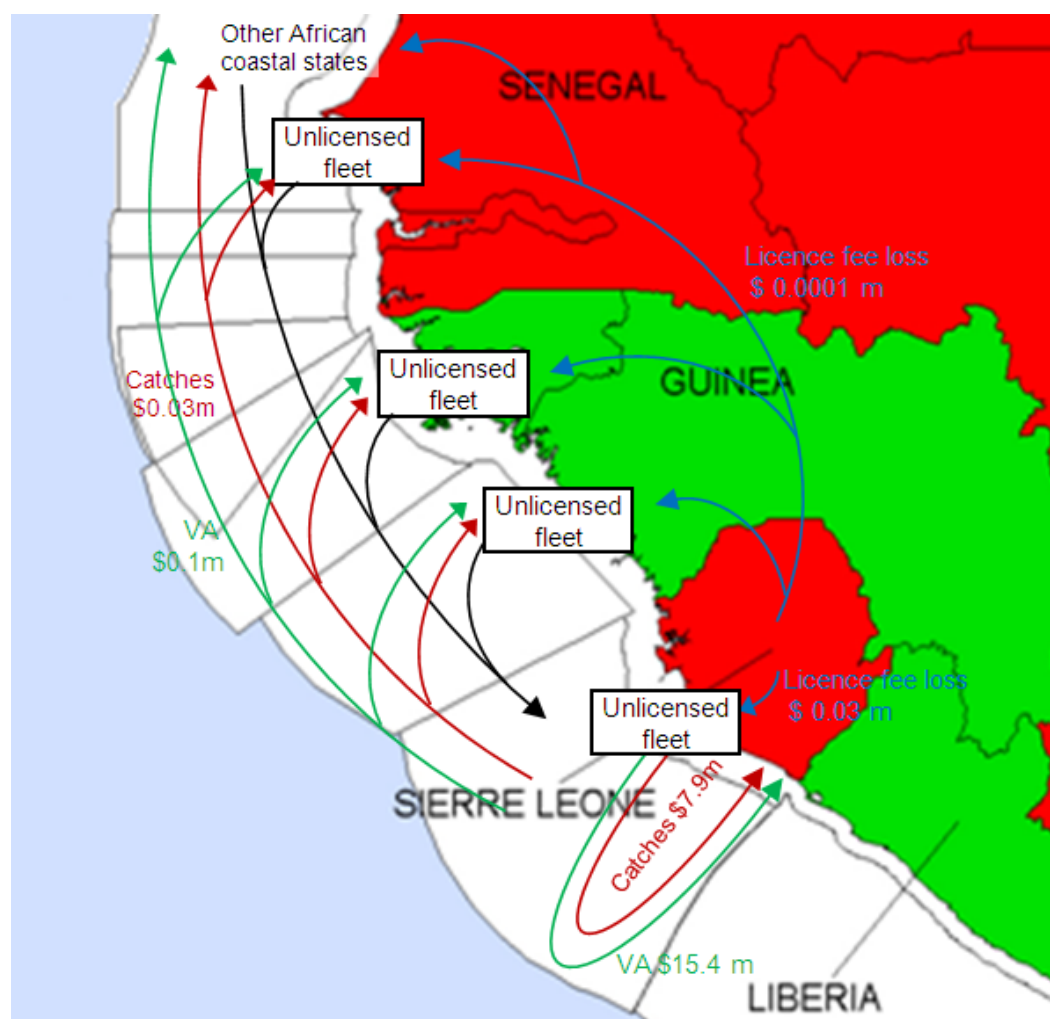 Other African
coastal states
SENEGAL
Unlicensed
fleet
Licence fee loss
$ 0.0001 m
Unlicensed
fleet
GUINEA
Catches
$0.03m
Unlicensed
fleet
VA
$0.1m
Licence fee loss
$ 0.03 m
Unlicensed
fleet
SIERRE LEONE
Catches $7.9m
VA $15.4 m
LIBERIA